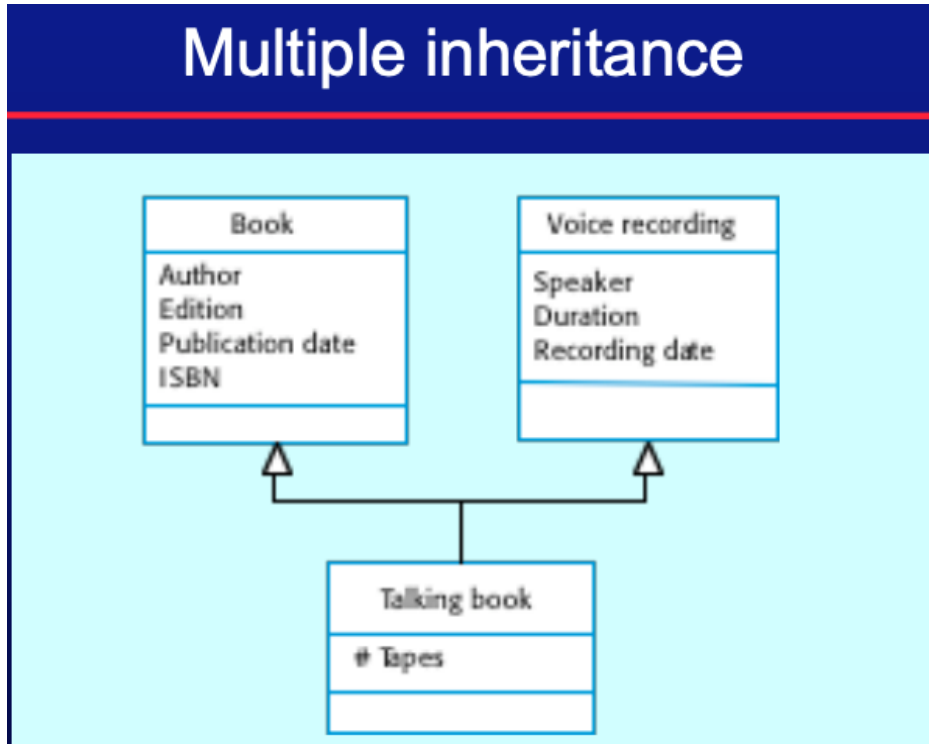 Multiple inheritance
Book
Author
Edition
Publication date
ISBN
Voice recording
Speaker
Duration
Recording date
Talking book
# Tapes